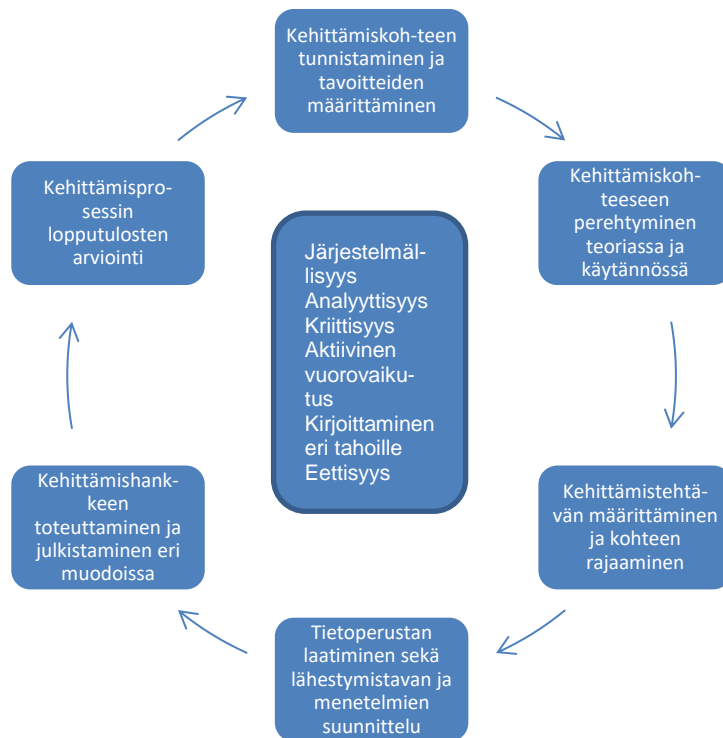 Kehittämiskoh-teen
tunnistaminen ja
tavoitteiden
määrittäminen
Kehittämiskoh-
teeseen
perehtyminen
teoriassa ja
käytännössä
Kehittämistehtä-
vän määrittäminen
ja kohteen
rajaaminen
Tietoperustan
laatiminen sekä
lähestymistavan ja
menetelmien
suunnittelu
Kehittämishank-
keen
toteuttaminen ja
julkistaminen eri
muodoissa
Kehittämispro-
sessin
lopputulosten
arviointi
Järjestelmäl-
lisyys
Analyyttisyys
Kriittisyys
Aktiivinen
vuorovaiku-
tus
Kirjoittaminen
eri tahoille
Eettisyys